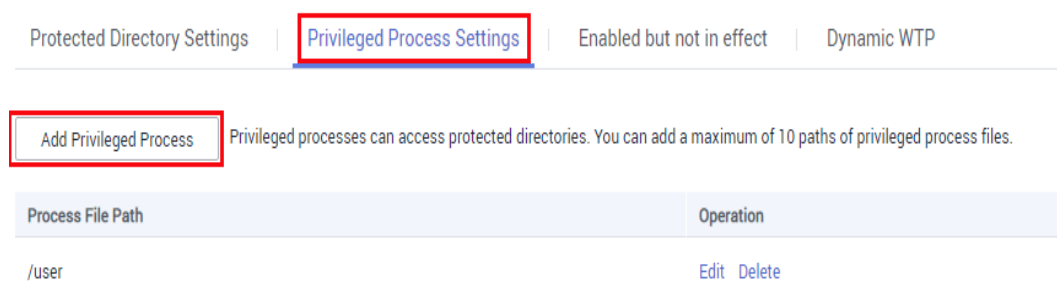 Protected Directory Settings Privileged Process Settings Enabled but not in effect Dynamic WTP
Add Privileged Process Privileged processes can access protected directories. You can add a maximum of 10 paths of privileged process files.
Process File Path Operation
/user Edit Delete